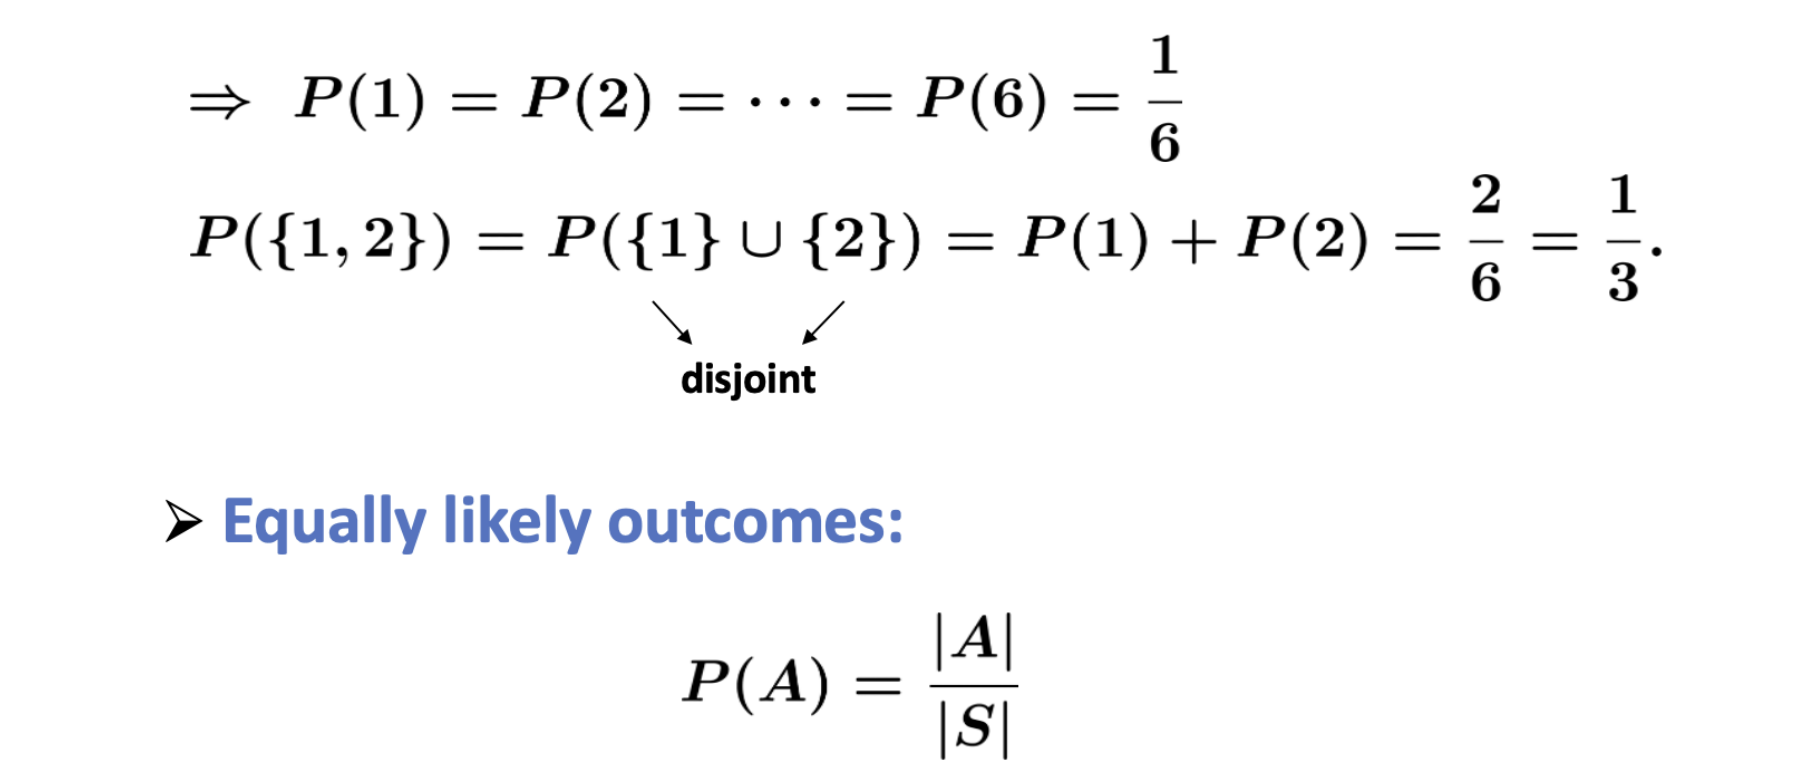 ⇒ P(1) = P(2) = ··· = P(6) = 1/6
P({1, 2}) = P({1} ∪ {2}) = P(1) + P(2) = 2/6 = 1/3.
disjoint
➢ Equally likely outcomes:
P(A) = |A|/|S|